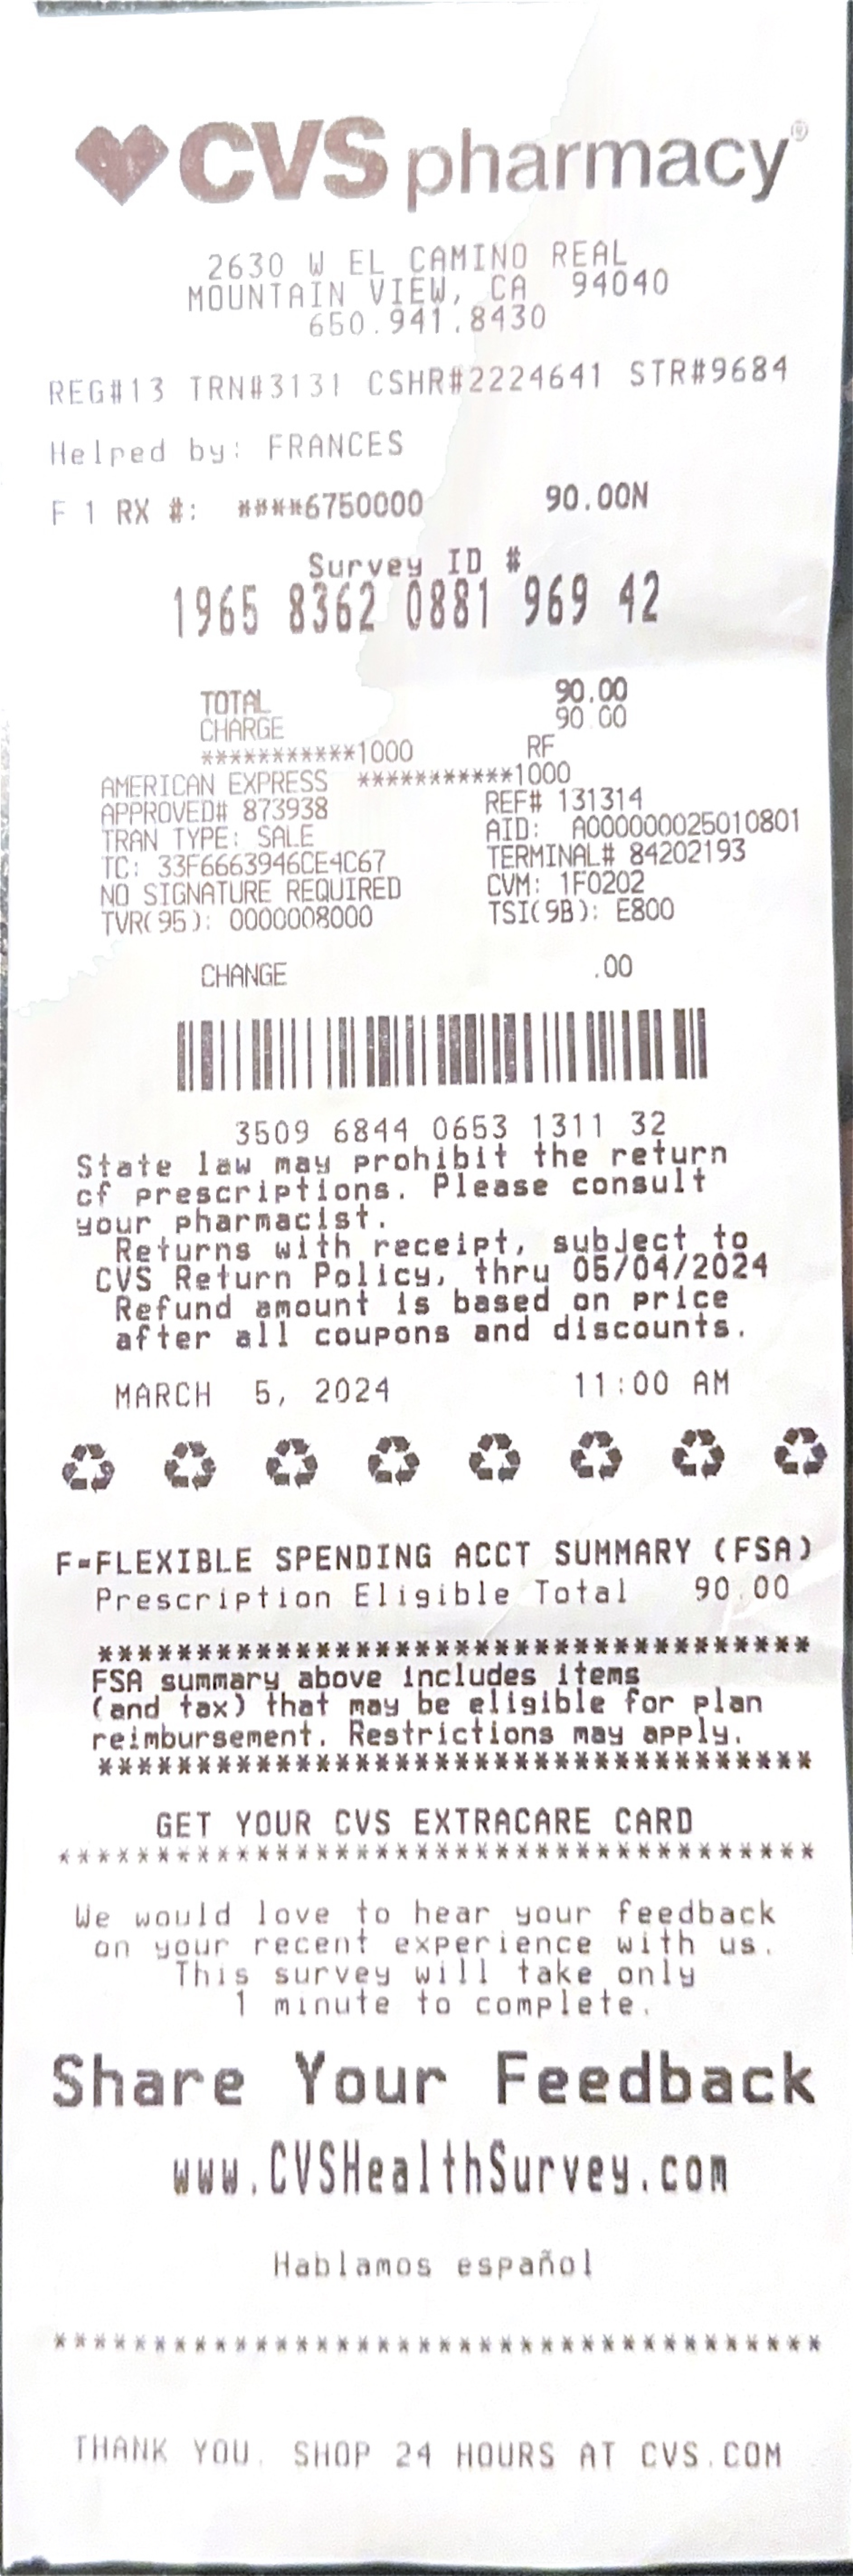 CVS pharmacy®
2630 W EL CAMINO REAL
MOUNTAIN VIEW, CA 94040
650.941.8430
REG#13 TRN#3131 CSHR#2224641 STR#9684
Helped by: FRANCES
F 1 RX #: ****6750000 90.00N
Survey ID #
1965 8362 0881 969 42
TOTAL 90.00
CHARGE 90.00
***********1000 RF
AMERICAN EXPRESS ***********1000
APPROVED# 873938 REF# 131314
TRAN TYPE: SALE AID: A000000025010801
TC: 33F6663946CE4C67 TERMINAL# 84202193
NO SIGNATURE REQUIRED CVM: 1F0202
TVR(95): 0000008000 TSI(9B): E800
CHANGE .00
3509 6844 0653 1311 32
State law may prohibit the return
of prescriptions. Please consult
your pharmacist.
Returns with receipt, subject to
CVS Return Policy, thru 05/04/2024
Refund amount is based on price
after all coupons and discounts.
MARCH 5, 2024 11:00 AM
F=FLEXIBLE SPENDING ACCT SUMMARY (FSA)
Prescription Eligible Total 90.00
************************************
FSA summary above includes items
(and tax) that may be eligible for plan
reimbursement. Restrictions may apply.
************************************
GET YOUR CVS EXTRACARE CARD
**************************************
We would love to hear your feedback
on your recent experience with us.
This survey will take only
1 minute to complete.
Share Your Feedback
www.CVSHealthSurvey.com
Hablamos español
**************************************
THANK YOU. SHOP 24 HOURS AT CVS.COM